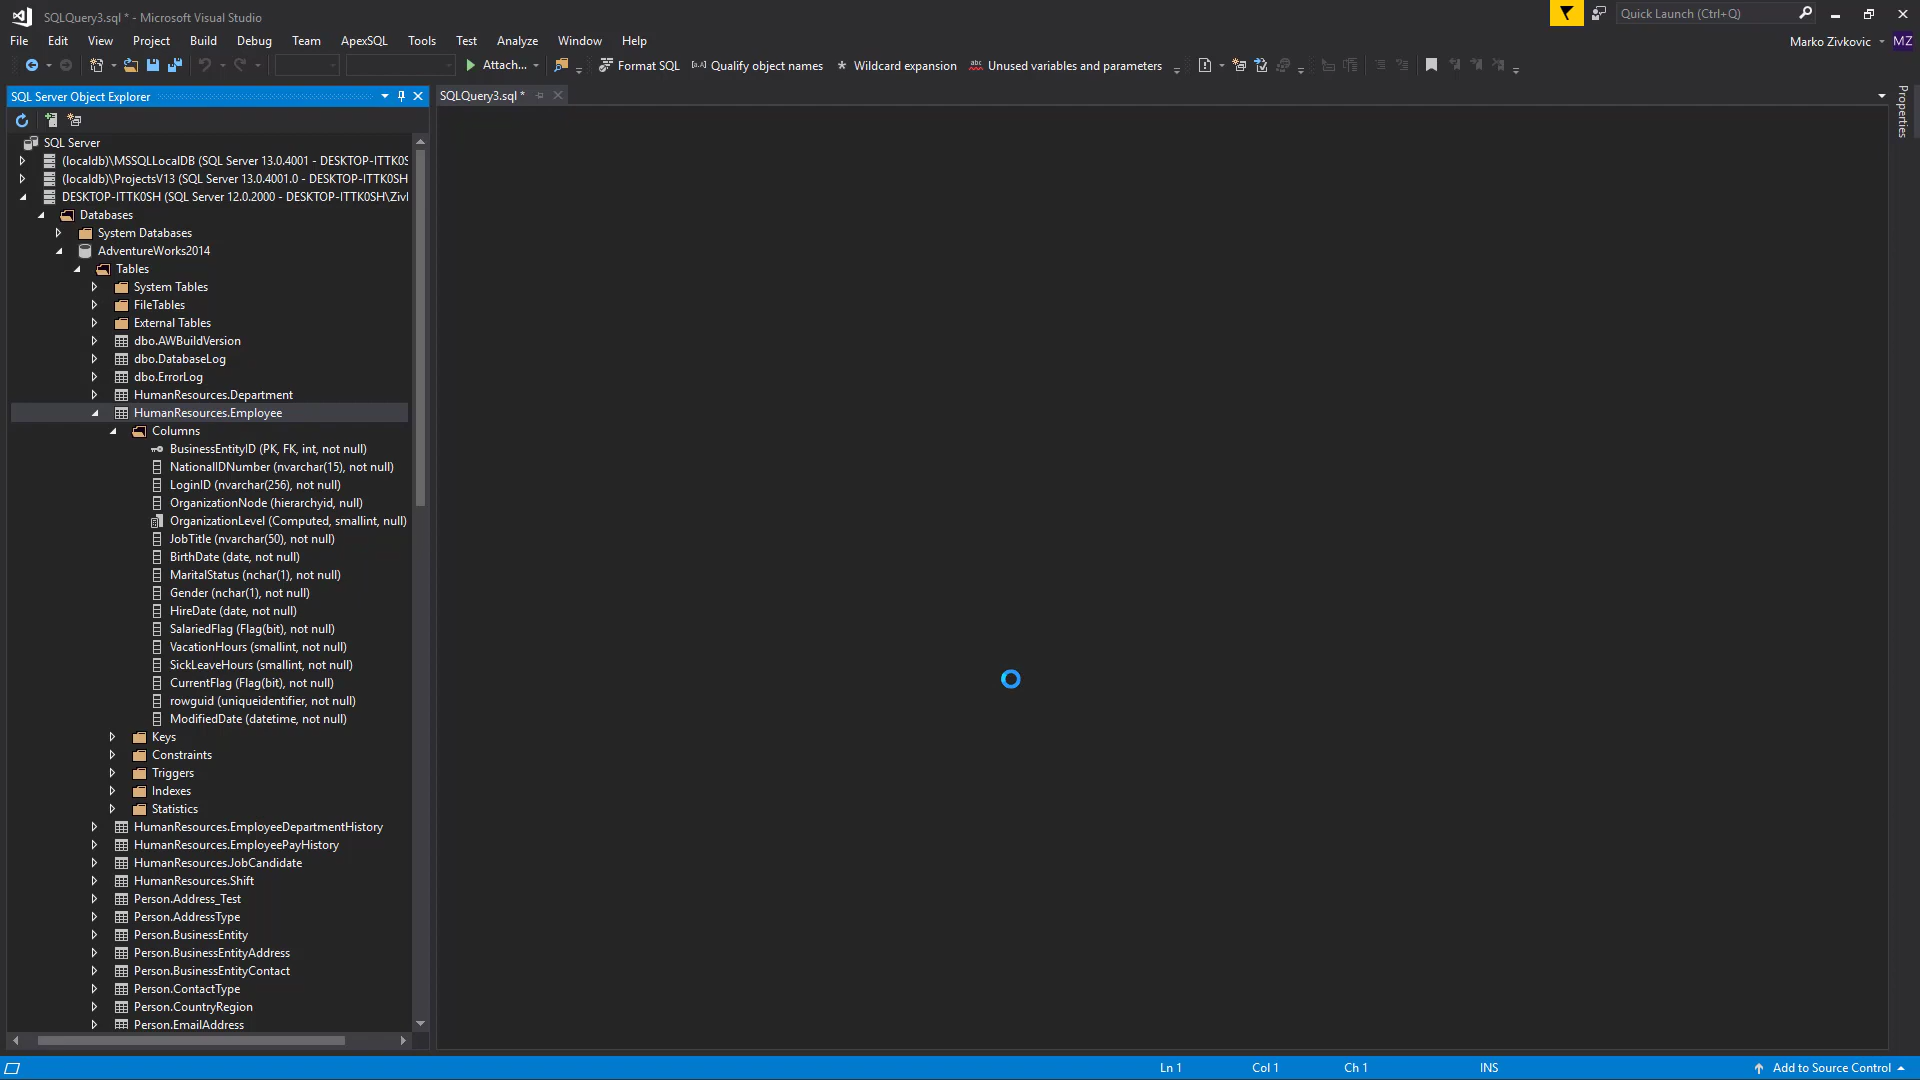 SQLQuery3.sql * - Microsoft Visual Studio
Quick Launch (Ctrl+Q)
File Edit View Project Build Debug Team ApexSQL Tools Test Analyze Window Help
Marko Zivkovic MZ
Attach... Format SQL Qualify object names Wildcard expansion Unused variables and parameters
SQL Server Object Explorer
SQLQuery3.sql *
Properties
SQL Server
(localdb)\MSSQLLocalDB (SQL Server 13.0.4001 - DESKTOP-ITTK0S
(localdb)\ProjectsV13 (SQL Server 13.0.4001.0 - DESKTOP-ITTK0SH
DESKTOP-ITTK0SH (SQL Server 12.0.2000 - DESKTOP-ITTK0SH\Zivl
Databases
System Databases
AdventureWorks2014
Tables
System Tables
FileTables
External Tables
dbo.AWBuildVersion
dbo.DatabaseLog
dbo.ErrorLog
HumanResources.Department
HumanResources.Employee
Columns
BusinessEntityID (PK, FK, int, not null)
NationalIDNumber (nvarchar(15), not null)
LoginID (nvarchar(256), not null)
OrganizationNode (hierarchyid, null)
OrganizationLevel (Computed, smallint, null)
JobTitle (nvarchar(50), not null)
BirthDate (date, not null)
MaritalStatus (nchar(1), not null)
Gender (nchar(1), not null)
HireDate (date, not null)
SalariedFlag (Flag(bit), not null)
VacationHours (smallint, not null)
SickLeaveHours (smallint, not null)
CurrentFlag (Flag(bit), not null)
rowguid (uniqueidentifier, not null)
ModifiedDate (datetime, not null)
Keys
Constraints
Triggers
Indexes
Statistics
HumanResources.EmployeeDepartmentHistory
HumanResources.EmployeePayHistory
HumanResources.JobCandidate
HumanResources.Shift
Person.Address_Test
Person.AddressType
Person.BusinessEntity
Person.BusinessEntityAddress
Person.BusinessEntityContact
Person.ContactType
Person.CountryRegion
Person.EmailAddress
Ln 1 Col 1 Ch 1 INS Add to Source Control